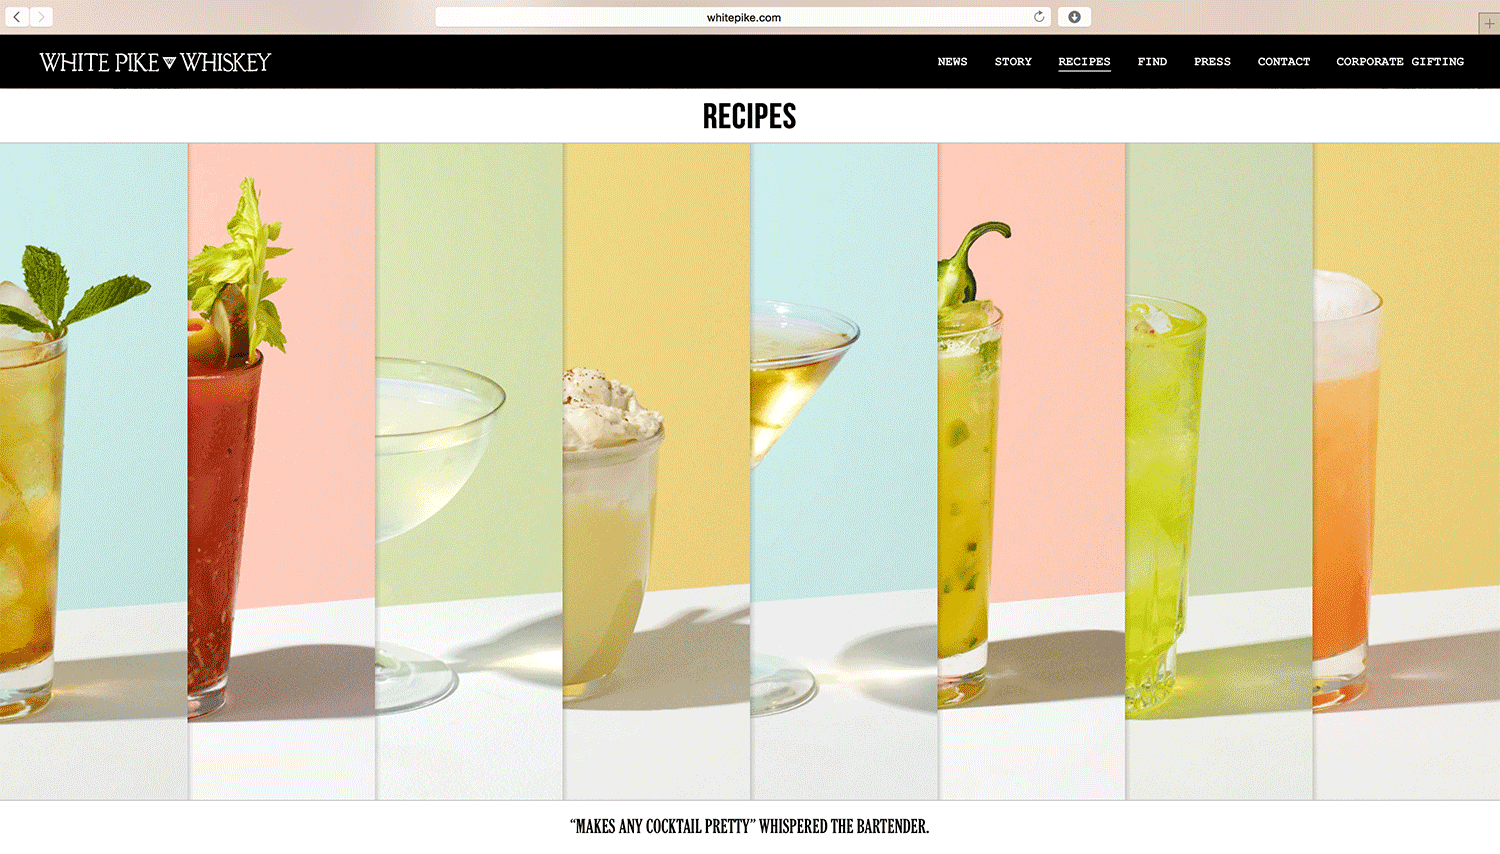 whitepike.com
WHITE PIKE WHISKEY
NEWS STORY RECIPES FIND PRESS CONTACT CORPORATE GIFTING
RECIPES
“MAKES ANY COCKTAIL PRETTY” WHISPERED THE BARTENDER.